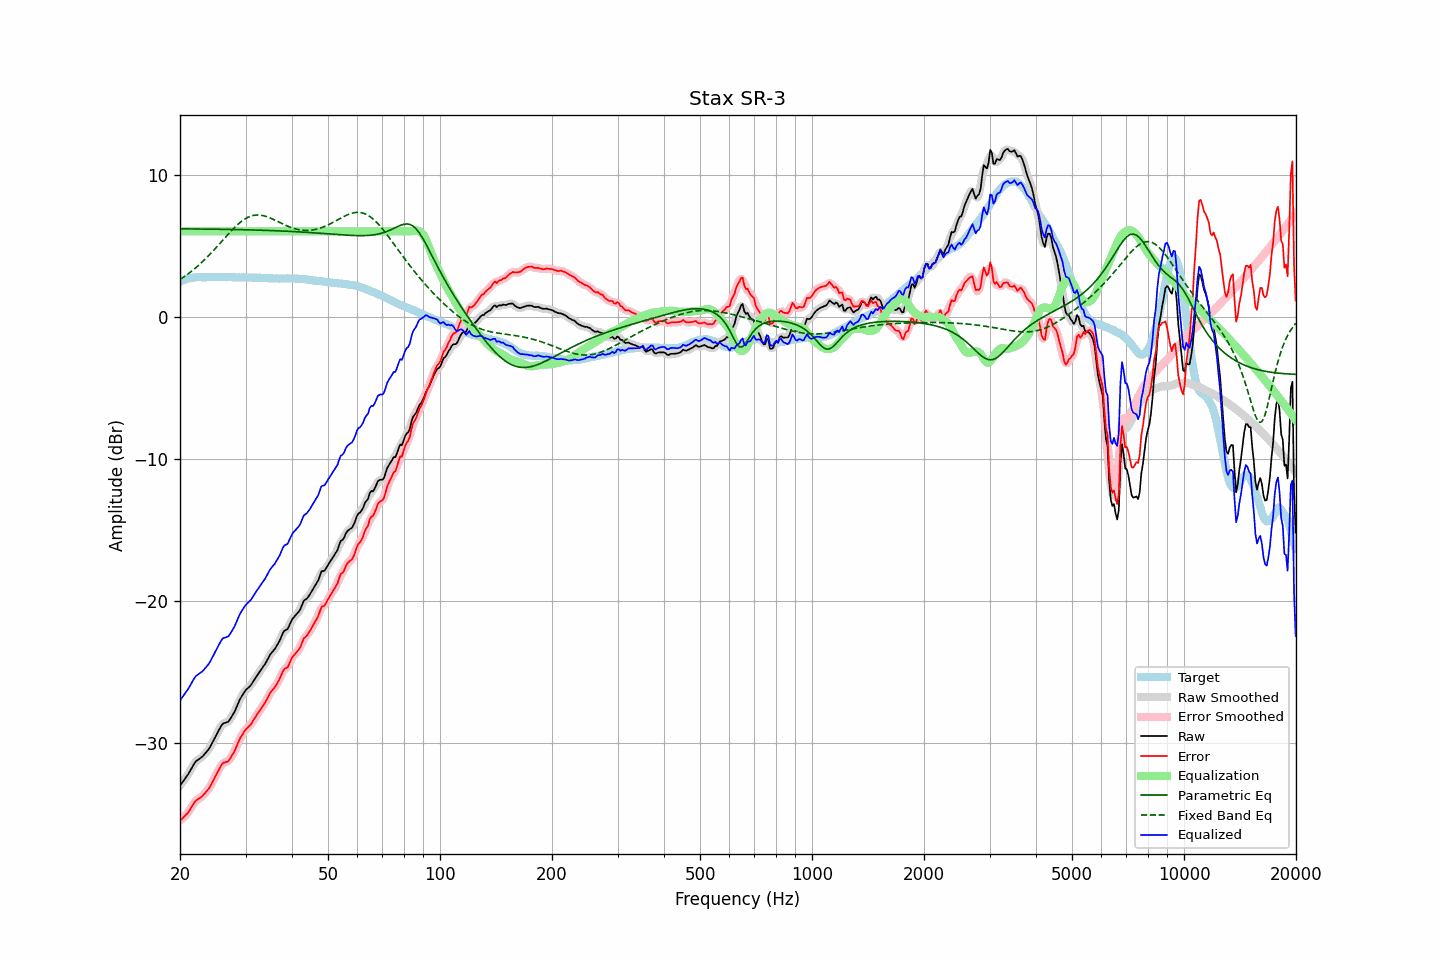 Stax SR-3
Amplitude (dBr)
10
0
−10
−20
−30
20
50
100
200
500
1000
2000
5000
10000
20000
Frequency (Hz)
Target
Raw Smoothed
Error Smoothed
Raw
Error
Equalization
Parametric Eq
Fixed Band Eq
Equalized